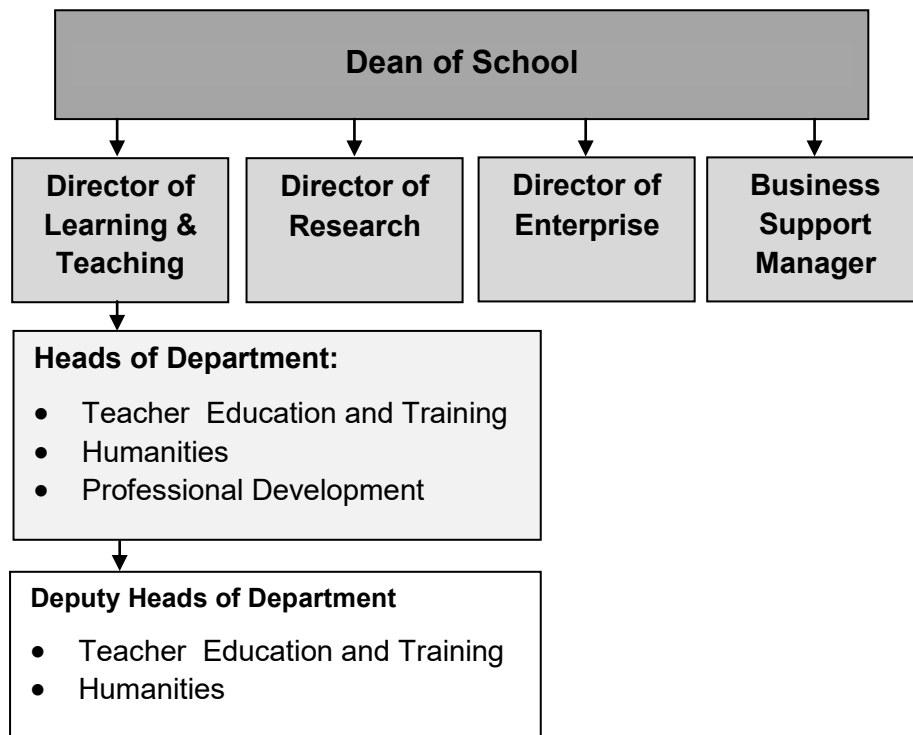 Dean of School
Director of
Learning &
Teaching
Director of
Research
Director of
Enterprise
Business
Support
Manager
Heads of Department:
• Teacher  Education and Training
• Humanities
• Professional Development
Deputy Heads of Department
• Teacher  Education and Training
• Humanities